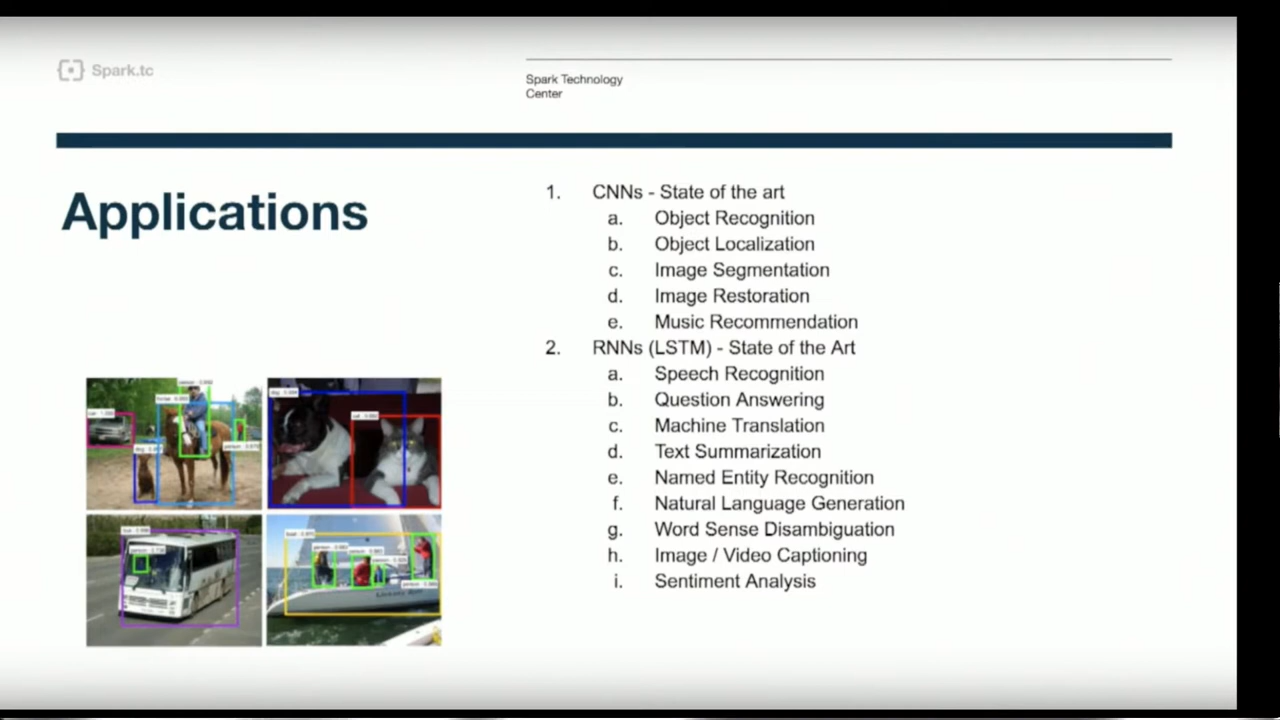 Spark.tc
Spark Technology
Center
Applications
1. CNNs - State of the art
a. Object Recognition
b. Object Localization
c. Image Segmentation
d. Image Restoration
e. Music Recommendation
2. RNNs (LSTM) - State of the Art
a. Speech Recognition
b. Question Answering
c. Machine Translation
d. Text Summarization
e. Named Entity Recognition
f. Natural Language Generation
g. Word Sense Disambiguation
h. Image / Video Captioning
i. Sentiment Analysis